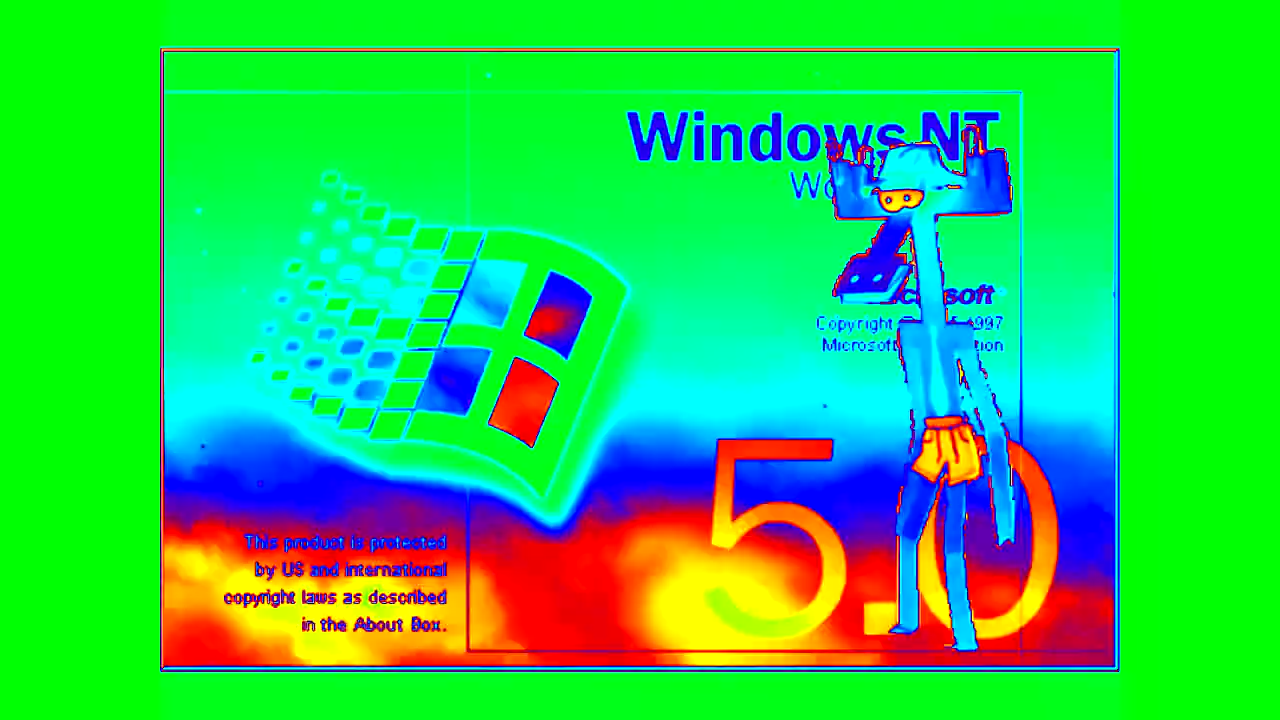 Windows NT
5.0
Copyright 1997
Microsoft
This product is protected
by US and international
copyright laws as described
in the About Box.